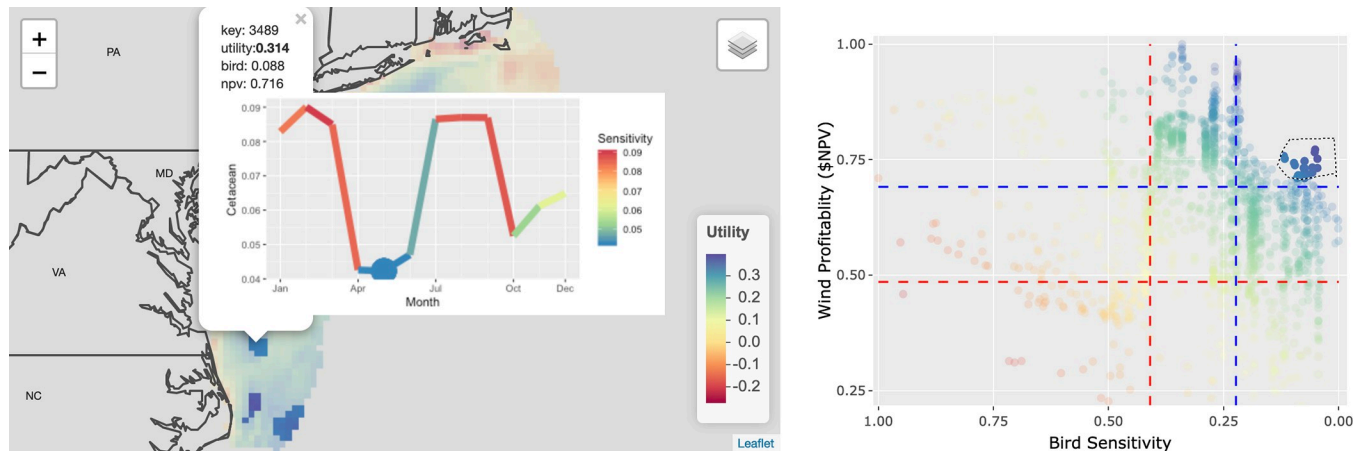 +
−
PA
MD
VA
NC
×
key: 3489
utility:0.314
bird: 0.088
npv: 0.716
0.09
0.08
0.07
0.06
0.05
0.04
Cetacean
Jan
Apr
Jul
Oct
Dec
Month
Sensitivity
0.09
0.08
0.07
0.06
0.05
Utility
0.3
0.2
0.1
0.0
-0.1
-0.2
Leaflet
Wind Profitablity ($NPV)
1.00
0.75
0.50
0.25
1.00
0.75
0.50
0.25
0.00
Bird Sensitivity